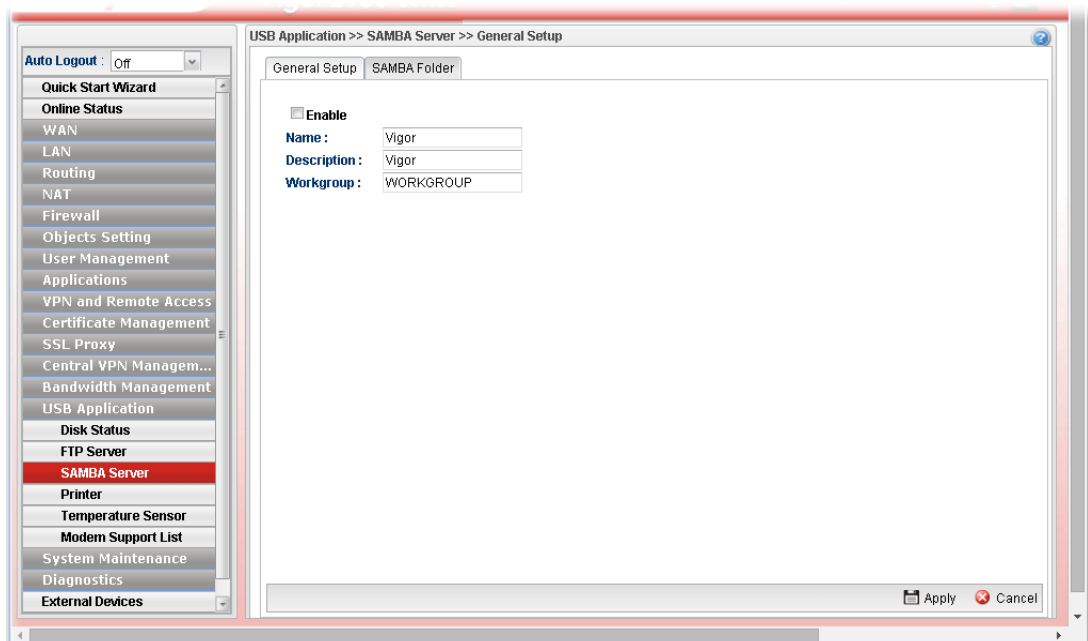 USB Application >> SAMBA Server >> General Setup
Auto Logout : Off
Quick Start Wizard
Online Status
WAN
LAN
Routing
NAT
Firewall
Objects Setting
User Management
Applications
VPN and Remote Access
Certificate Management
SSL Proxy
Central VPN Managem...
Bandwidth Management
USB Application
Disk Status
FTP Server
SAMBA Server
Printer
Temperature Sensor
Modem Support List
System Maintenance
Diagnostics
External Devices
General Setup
SAMBA Folder
Enable
Name : Vigor
Description : Vigor
Workgroup : WORKGROUP
Apply
Cancel